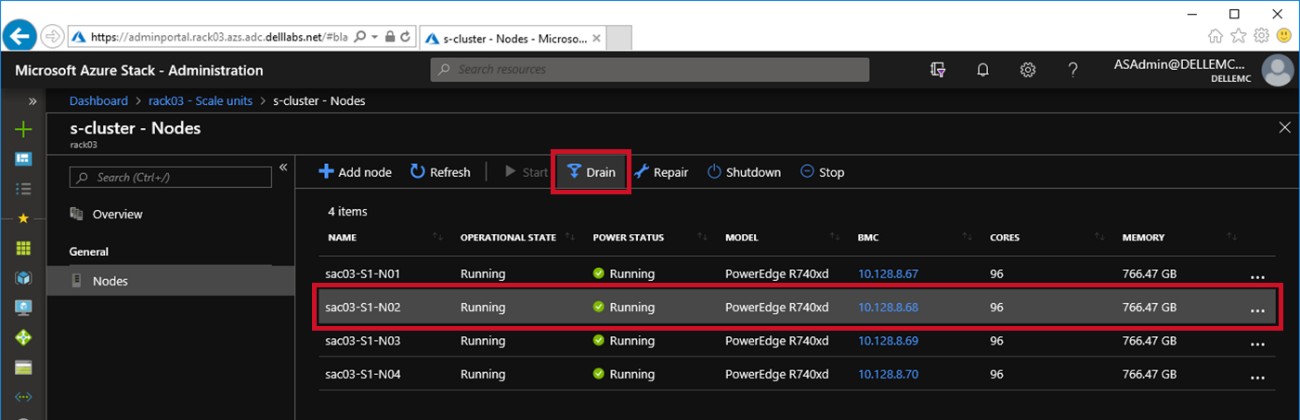 https://adminportal.rack03.azs.adc.delllabs.net/#bla
s-cluster - Nodes - Microso...
Microsoft Azure Stack - Administration
Search resources
ASAdmin@DELLEMC...
DELLEMC
Dashboard > rack03 - Scale units > s-cluster - Nodes
s-cluster - Nodes
rack03
Search (Ctrl+/)
Overview
General
Nodes
Add node Refresh Start Drain Repair Shutdown Stop
4 items
NAME OPERATIONAL STATE POWER STATUS MODEL BMC CORES MEMORY
sac03-S1-N01 Running Running PowerEdge R740xd 10.128.8.67 96 766.47 GB ...
sac03-S1-N02 Running Running PowerEdge R740xd 10.128.8.68 96 766.47 GB ...
sac03-S1-N03 Running Running PowerEdge R740xd 10.128.8.69 96 766.47 GB ...
sac03-S1-N04 Running Running PowerEdge R740xd 10.128.8.70 96 766.47 GB ...